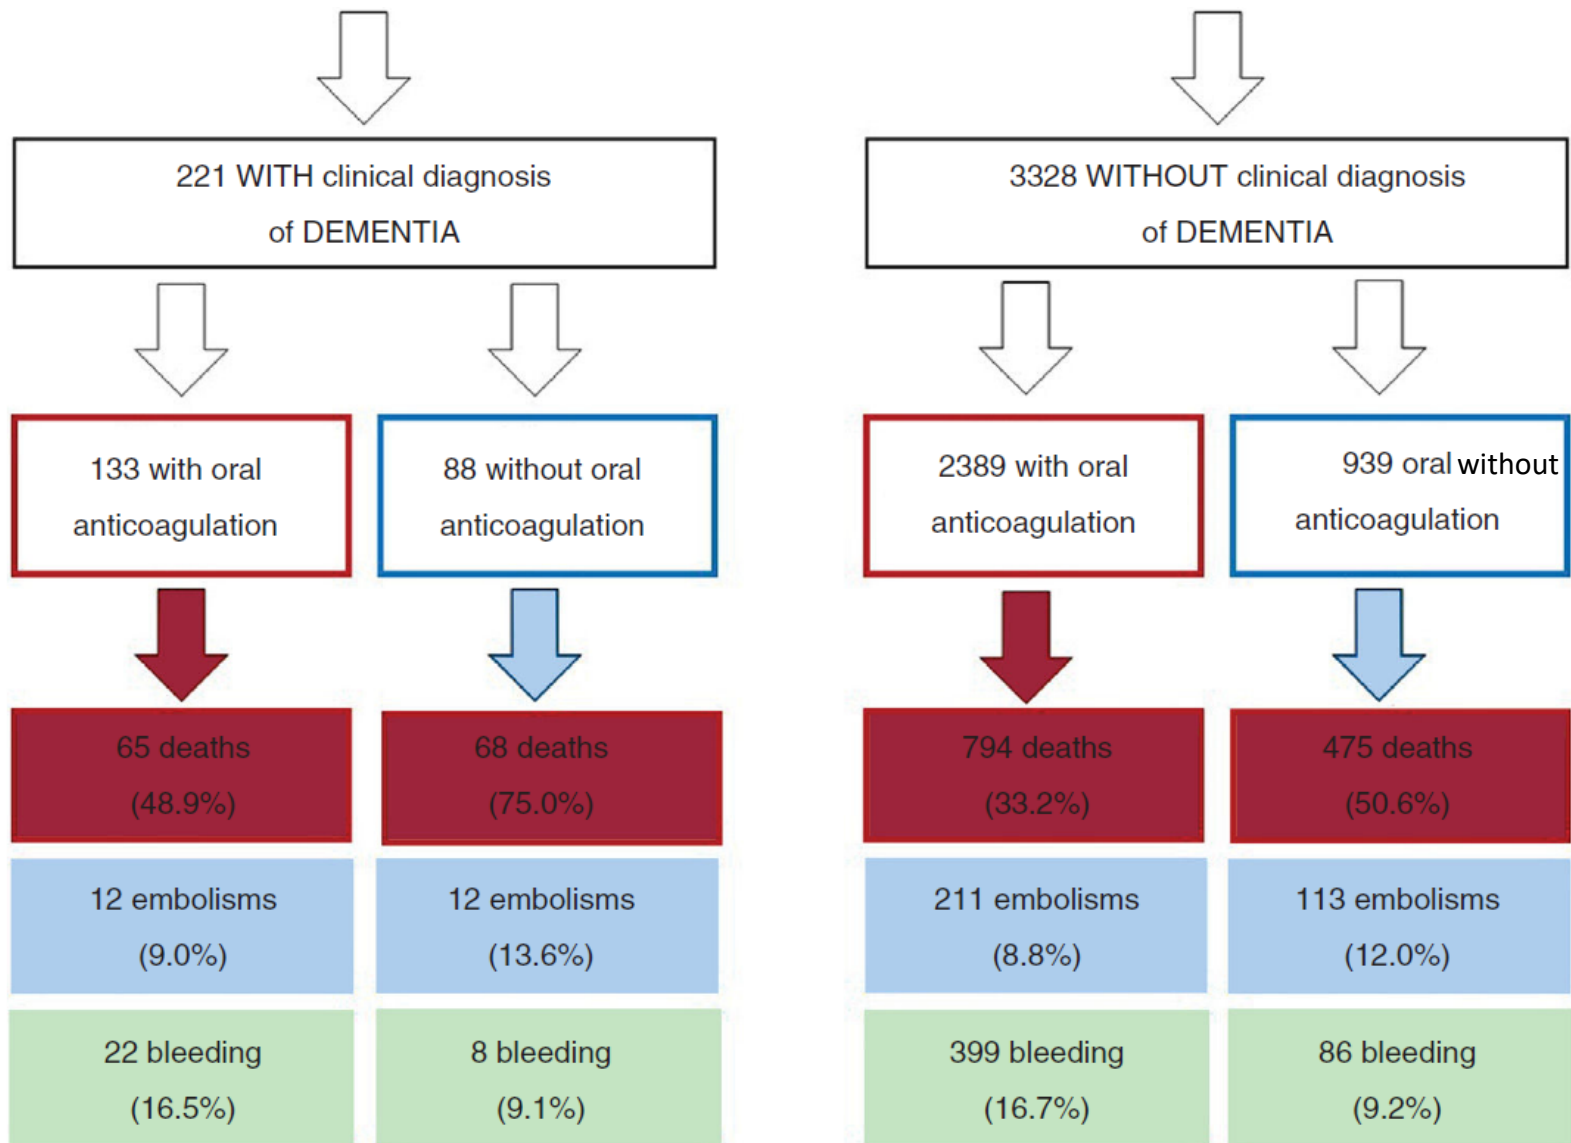 221 WITH clinical diagnosis
of DEMENTIA
3328 WITHOUT clinical diagnosis
of DEMENTIA
133 with oral
anticoagulation
88 without oral
anticoagulation
2389 with oral
anticoagulation
939 oral without
anticoagulation
65 deaths
(48.9%)
68 deaths
(75.0%)
794 deaths
(33.2%)
475 deaths
(50.6%)
12 embolisms
(9.0%)
12 embolisms
(13.6%)
211 embolisms
(8.8%)
113 embolisms
(12.0%)
22 bleeding
(16.5%)
8 bleeding
(9.1%)
399 bleeding
(16.7%)
86 bleeding
(9.2%)